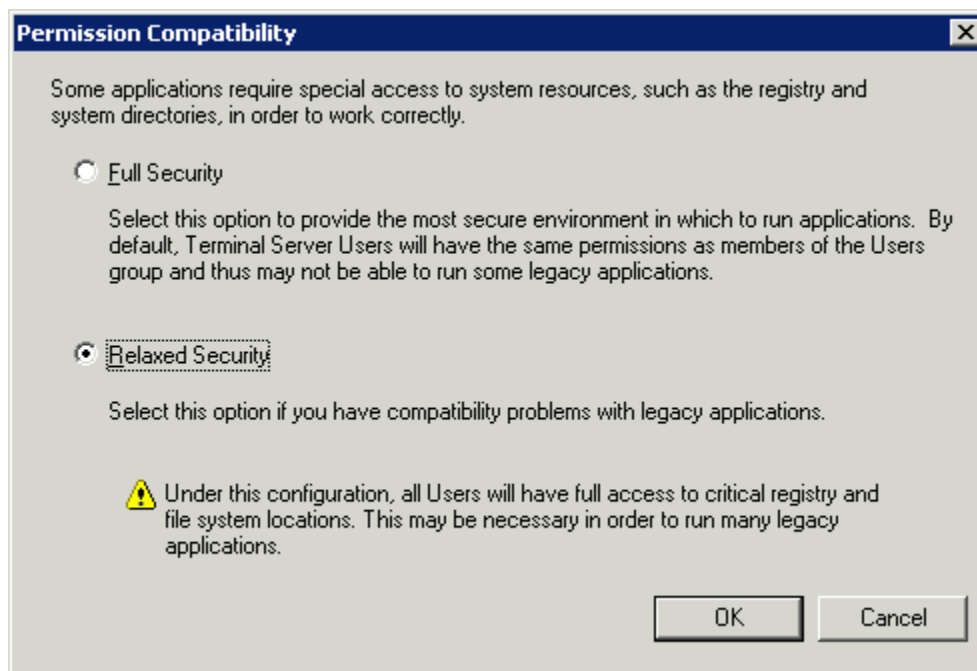 Permission Compatibility
Some applications require special access to system resources, such as the registry and
system directories, in order to work correctly.
Full Security
Select this option to provide the most secure environment in which to run applications.  By
default, Terminal Server Users will have the same permissions as members of the Users
group and thus may not be able to run some legacy applications.
Relaxed Security
Select this option if you have compatibility problems with legacy applications.
Under this configuration, all Users will have full access to critical registry and
file system locations. This may be necessary in order to run many legacy
applications.
OK
Cancel